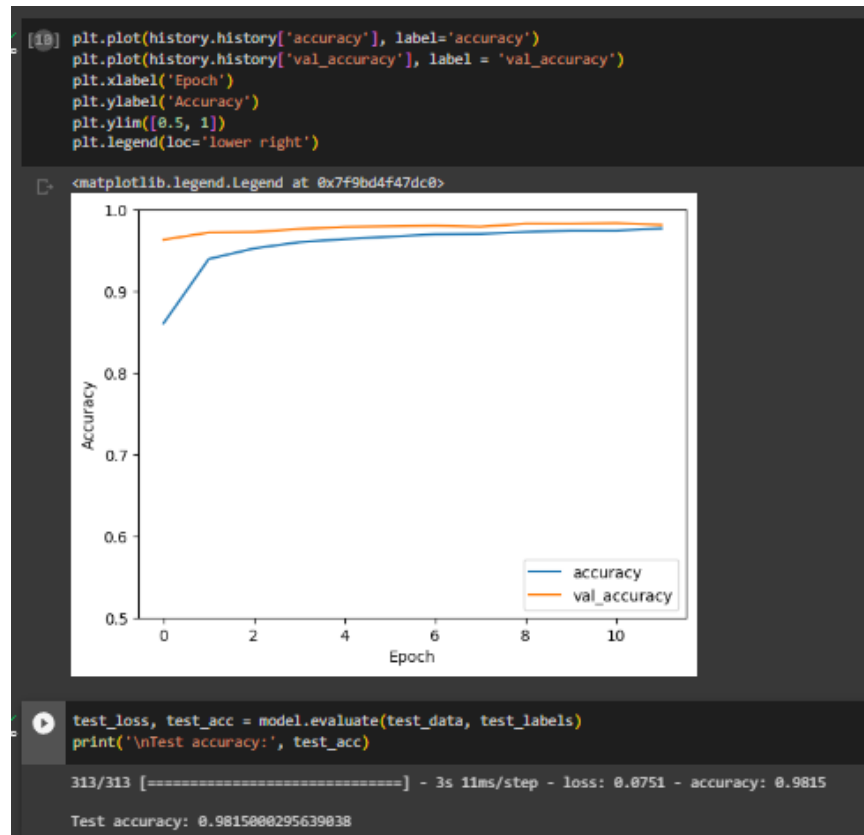 [10] plt.plot(history.history['accuracy'], label='accuracy')
plt.plot(history.history['val_accuracy'], label = 'val_accuracy')
plt.xlabel('Epoch')
plt.ylabel('Accuracy')
plt.ylim([0.5, 1])
plt.legend(loc='lower right')
<matplotlib.legend.Legend at 0x7f9bd4f47dc0>
1.0
0.9
0.8
0.7
0.6
0.5
Accuracy
0 2 4 6 8 10
Epoch
accuracy
val_accuracy
test_loss, test_acc = model.evaluate(test_data, test_labels)
print('\nTest accuracy:', test_acc)
313/313 [==============================] - 3s 11ms/step - loss: 0.0751 - accuracy: 0.9815
Test accuracy: 0.9815000295639038